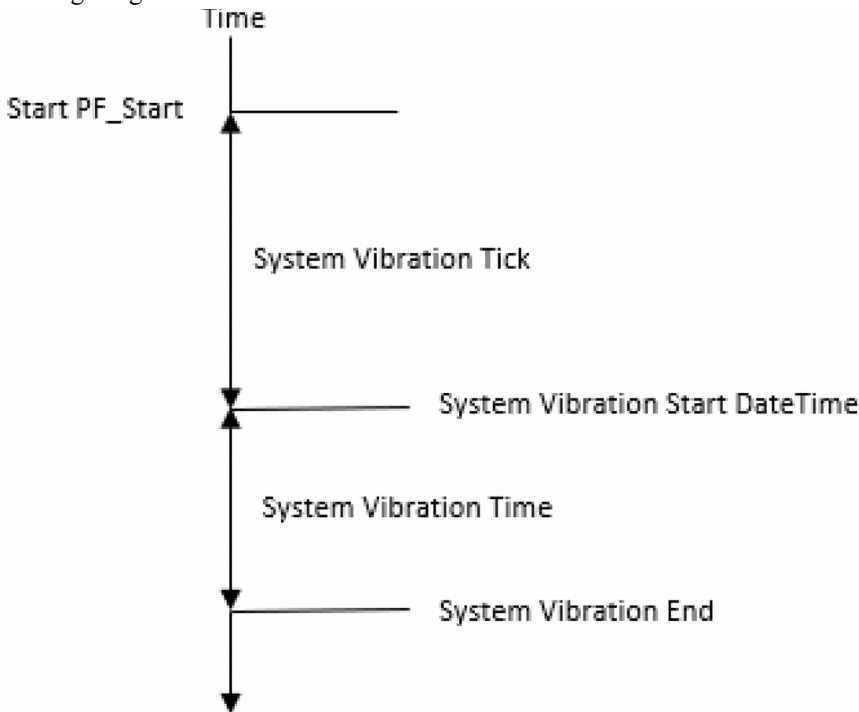 Time
Start PF_Start
System Vibration Tick
System Vibration Start DateTime
System Vibration Time
System Vibration End